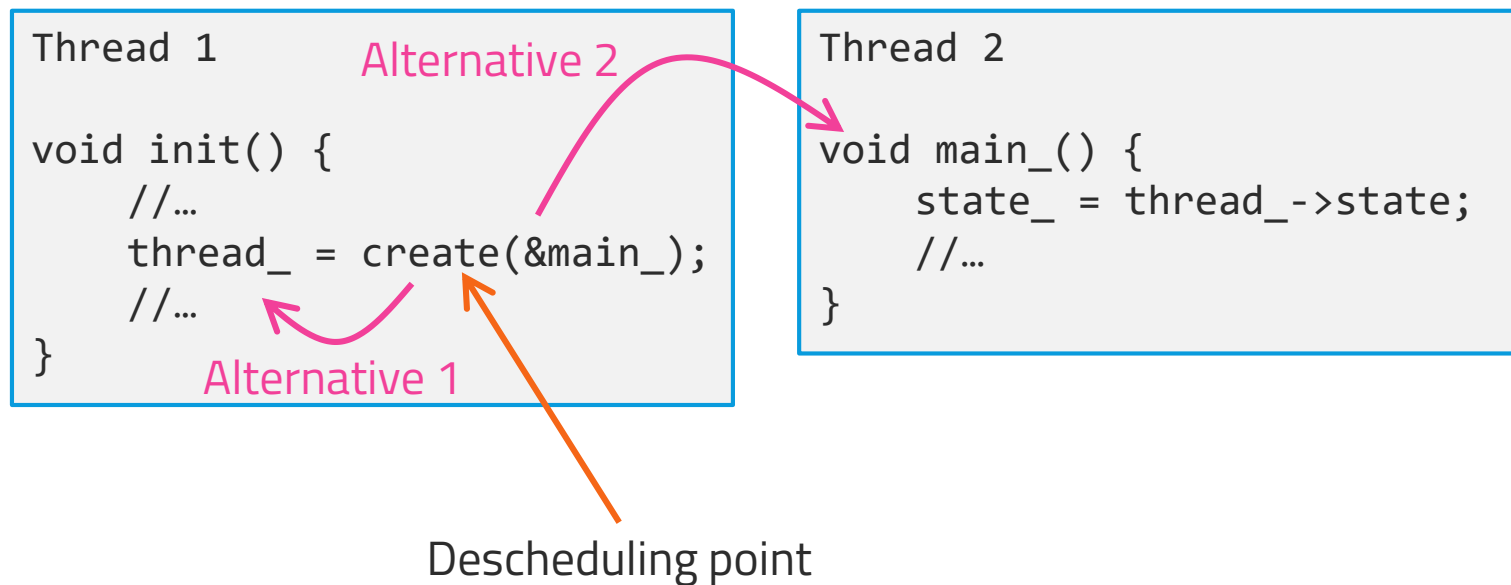 Thread 1
Alternative 2
void init() {
//…
thread_ = create(&main_);
//…
}
Alternative 1
Thread 2
void main_() {
state_ = thread_->state;
//…
}
Descheduling point